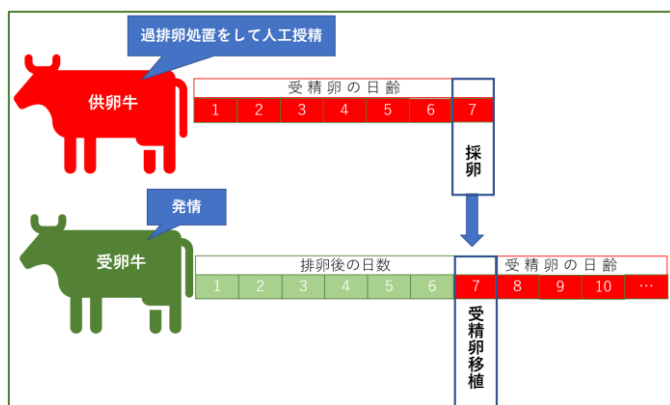 過排卵処置をして人工授精
供卵牛
受精卵の日齢
1 2 3 4 5 6 7
採卵
発情
受卵牛
排卵後の日数 受精卵の日齢
1 2 3 4 5 6 7 8 9 10 …
受精卵移植